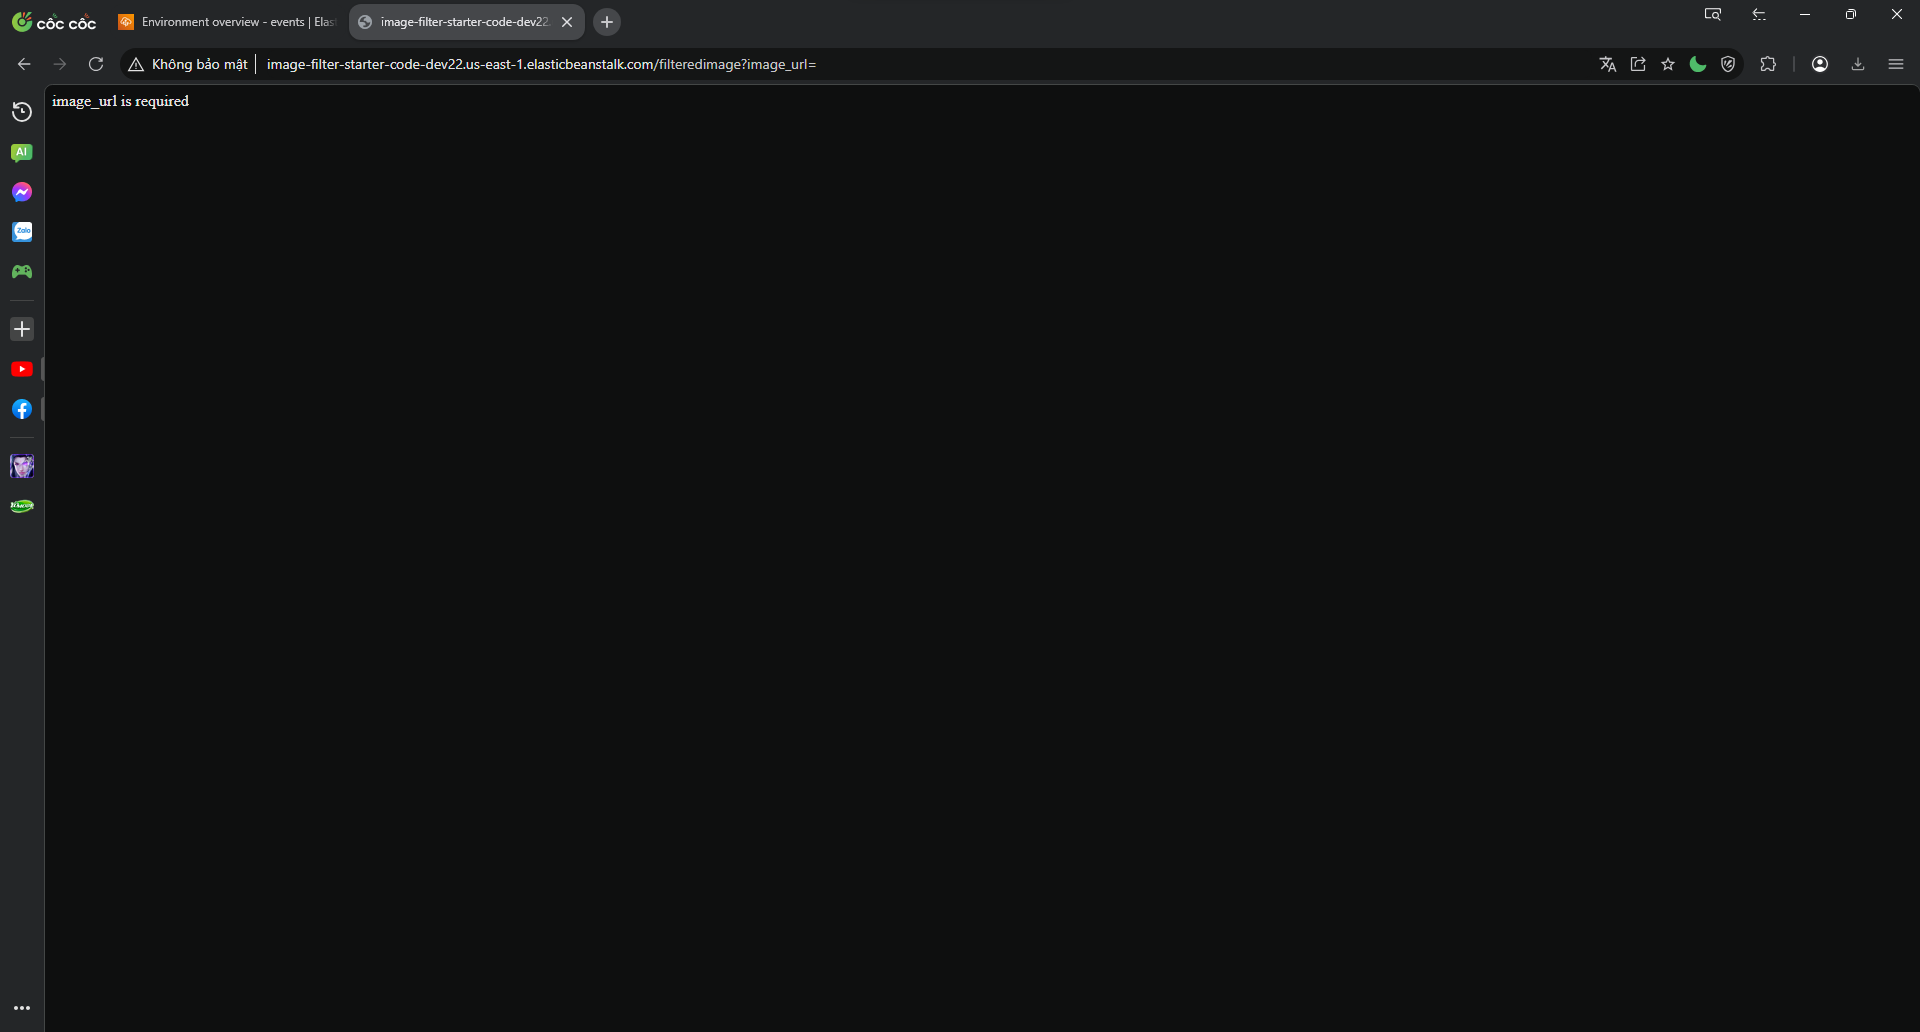 cốc cốc
Environment overview - events | Elas
image-filter-starter-code-dev22.
Không bảo mật
image-filter-starter-code-dev22.us-east-1.elasticbeanstalk.com/filteredimage?image_url=
image_url is required
AI
Zalo